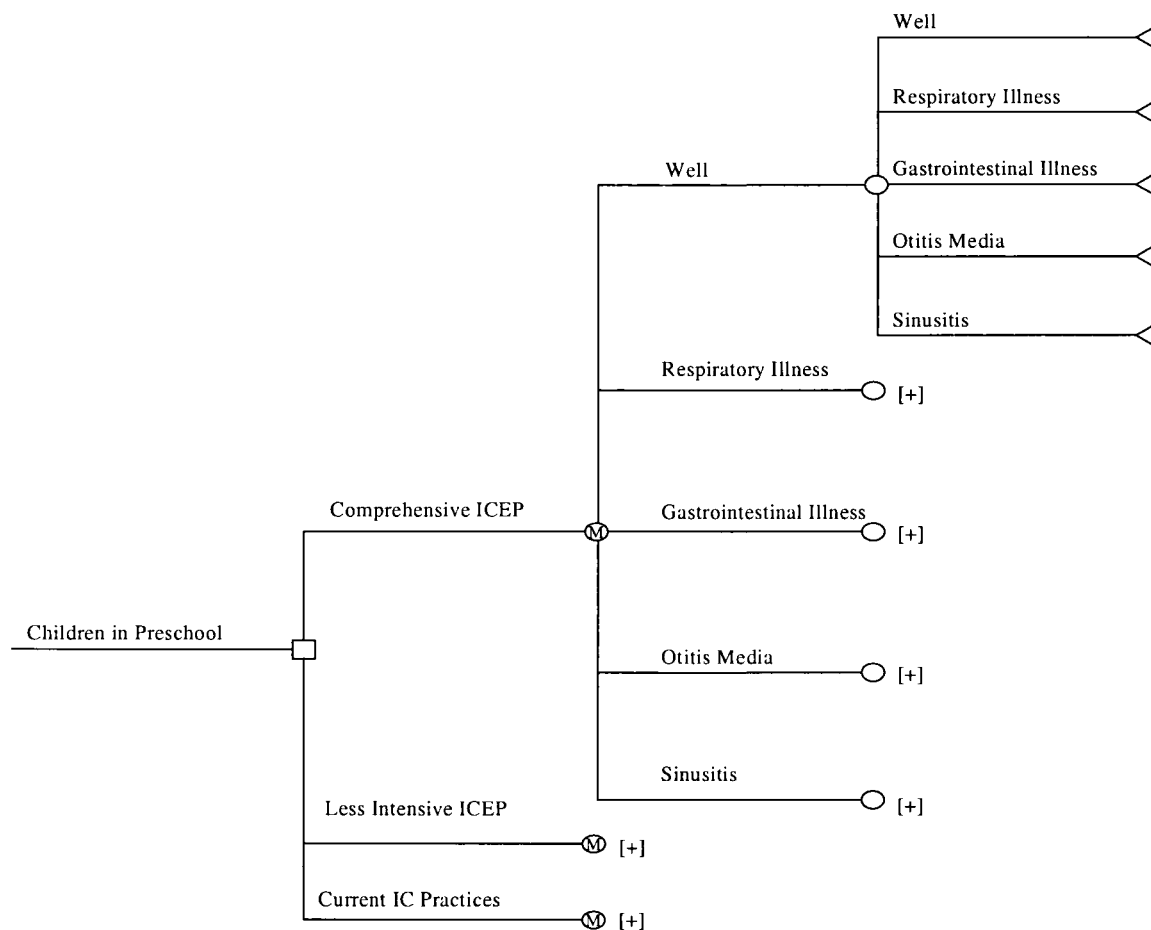 Well
Respiratory Illness
Well
Gastrointestinal Illness
Otitis Media
Sinusitis
Respiratory Illness
[+]
Comprehensive ICEP
Gastrointestinal Illness
M
[+]
Children in Preschool
Otitis Media
[+]
Sinusitis
[+]
Less Intensive ICEP
M [+]
Current IC Practices
M [+]